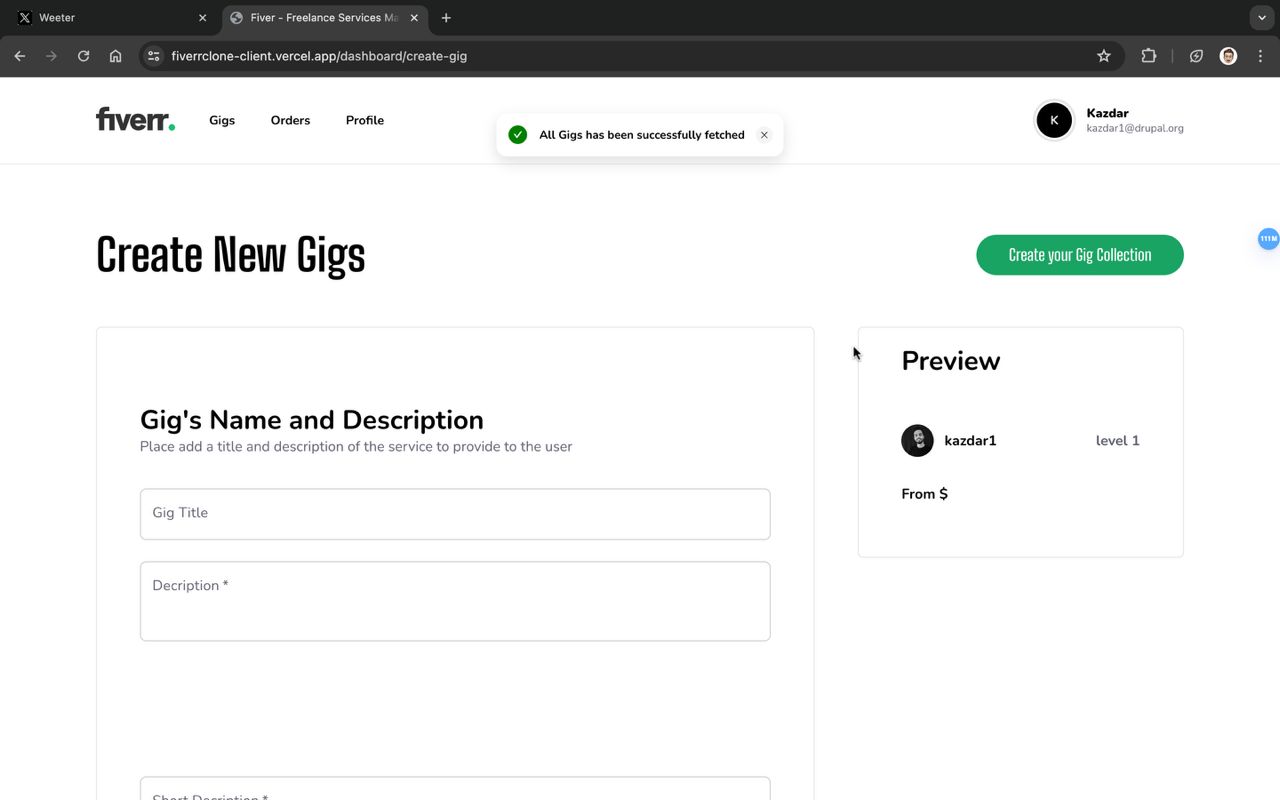 Weeter
Fiver - Freelance Services Ma
fiverrclone-client.vercel.app/dashboard/create-gig
fiverr.
Gigs
Orders
Profile
All Gigs has been successfully fetched
K
Kazdar
kazdar1@drupal.org
Create New Gigs
Create your Gig Collection
111M
Gig's Name and Description
Place add a title and description of the service to provide to the user
Gig Title
Decription *
Short Decription *
Preview
kazdar1
level 1
From $